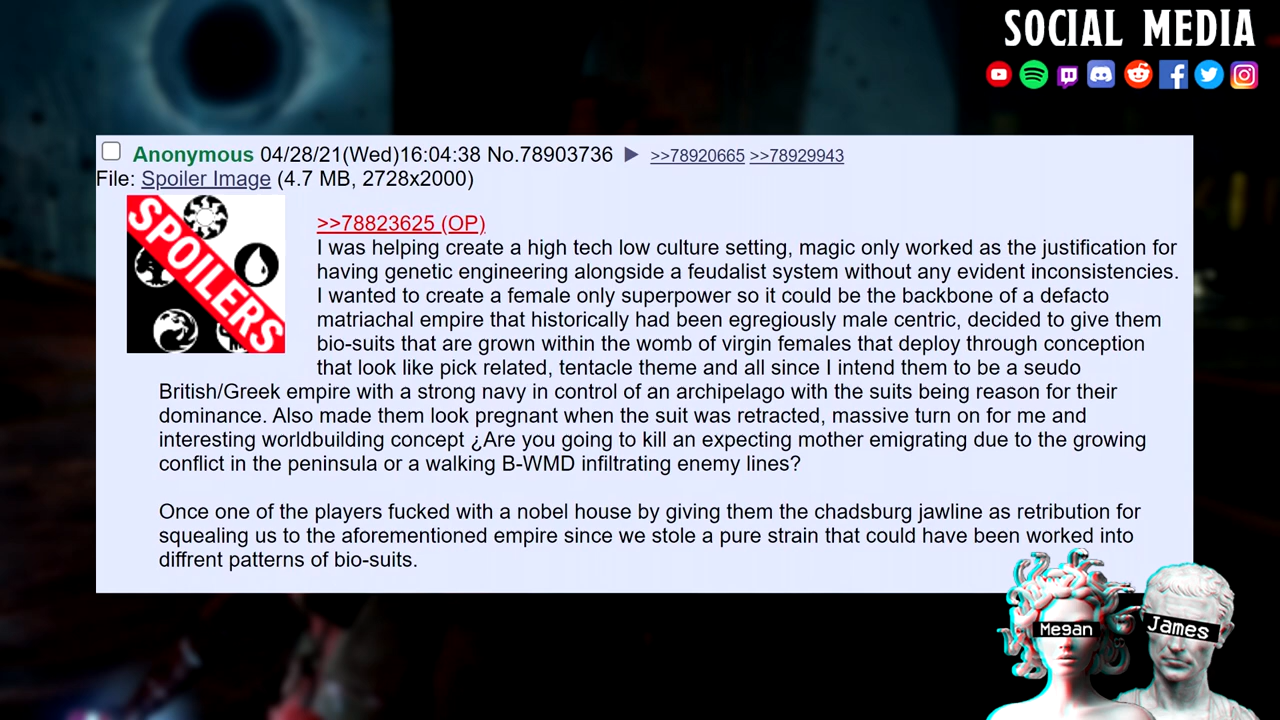 SOCIAL MEDIA
Anonymous 04/28/21(Wed)16:04:38 No.78903736 ▶ >>78920665 >>78929943
File: Spoiler Image (4.7 MB, 2728x2000)
SPOILERS
>>78823625 (OP)
I was helping create a high tech low culture setting, magic only worked as the justification for
having genetic engineering alongside a feudalist system without any evident inconsistencies.
I wanted to create a female only superpower so it could be the backbone of a defacto
matriachal empire that historically had been egregiously male centric, decided to give them
bio-suits that are grown within the womb of virgin females that deploy through conception
that look like pick related, tentacle theme and all since I intend them to be a seudo
British/Greek empire with a strong navy in control of an archipelago with the suits being reason for their
dominance. Also made them look pregnant when the suit was retracted, massive turn on for me and
interesting worldbuilding concept ¿Are you going to kill an expecting mother emigrating due to the growing
conflict in the peninsula or a walking B-WMD infiltrating enemy lines?
Once one of the players fucked with a nobel house by giving them the chadsburg jawline as retribution for
squealing us to the aforementioned empire since we stole a pure strain that could have been worked into
diffrent patterns of bio-suits.
Megan
James